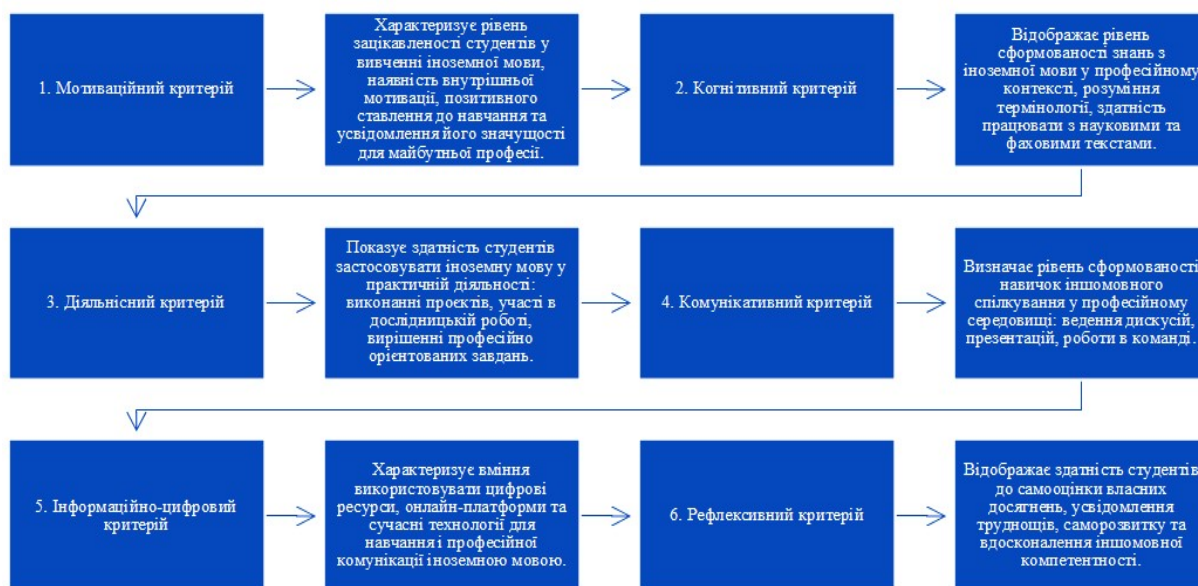 1. Мотиваційний критерій
Характеризує рівень
зацікавленості студентів у
вивченні іноземної мови,
наявність внутрішньої
мотивації, позитивного
ставлення до навчання та
усвідомлення його значущості
для майбутньої професії.
2. Когнітивний критерій
Відображає рівень
сформованості знань з
іноземної мови у професійному
контексті, розуміння
термінології, здатність
працювати з науковими та
фаховими текстами.
3. Діяльнісний критерій
Показує здатність студентів
застосовувати іноземну мову у
практичній діяльності:
виконанні проєктів, участі в
дослідницькій роботі,
вирішенні професійно
орієнтованих завдань.
4. Комунікативний критерій
Визначає рівень сформованості
навичок іншомовного
спілкування у професійному
середовищі: ведення дискусій,
презентацій, роботи в команді.
5. Інформаційно-цифровий
критерій
Характеризує вміння
використовувати цифрові
ресурси, онлайн-платформи та
сучасні технології для
навчання і професійної
комунікації іноземною мовою.
6. Рефлексивний критерій
Відображає здатність студентів
до самооцінки власних
досягнень, усвідомлення
труднощів, саморозвитку та
вдосконалення іншомовної
компетентності.